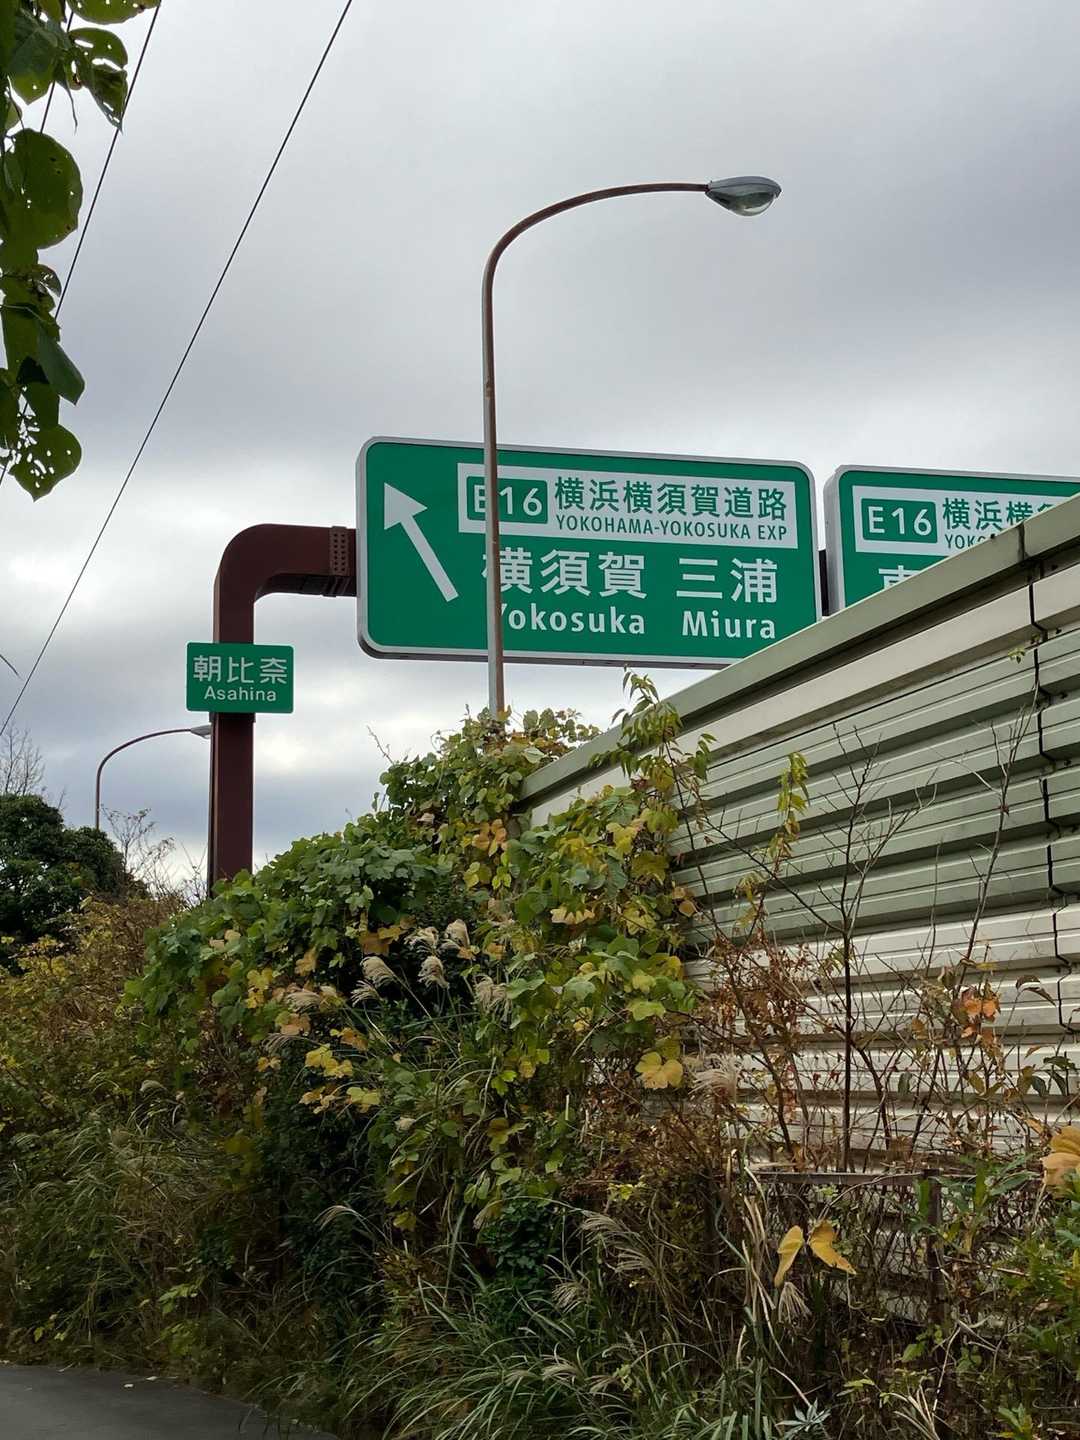 E16 横浜横須賀道路
YOKOHAMA-YOKOSUKA EXP
横須賀 三浦
Yokosuka Miura
E16 横浜横
朝比奈
Asahina